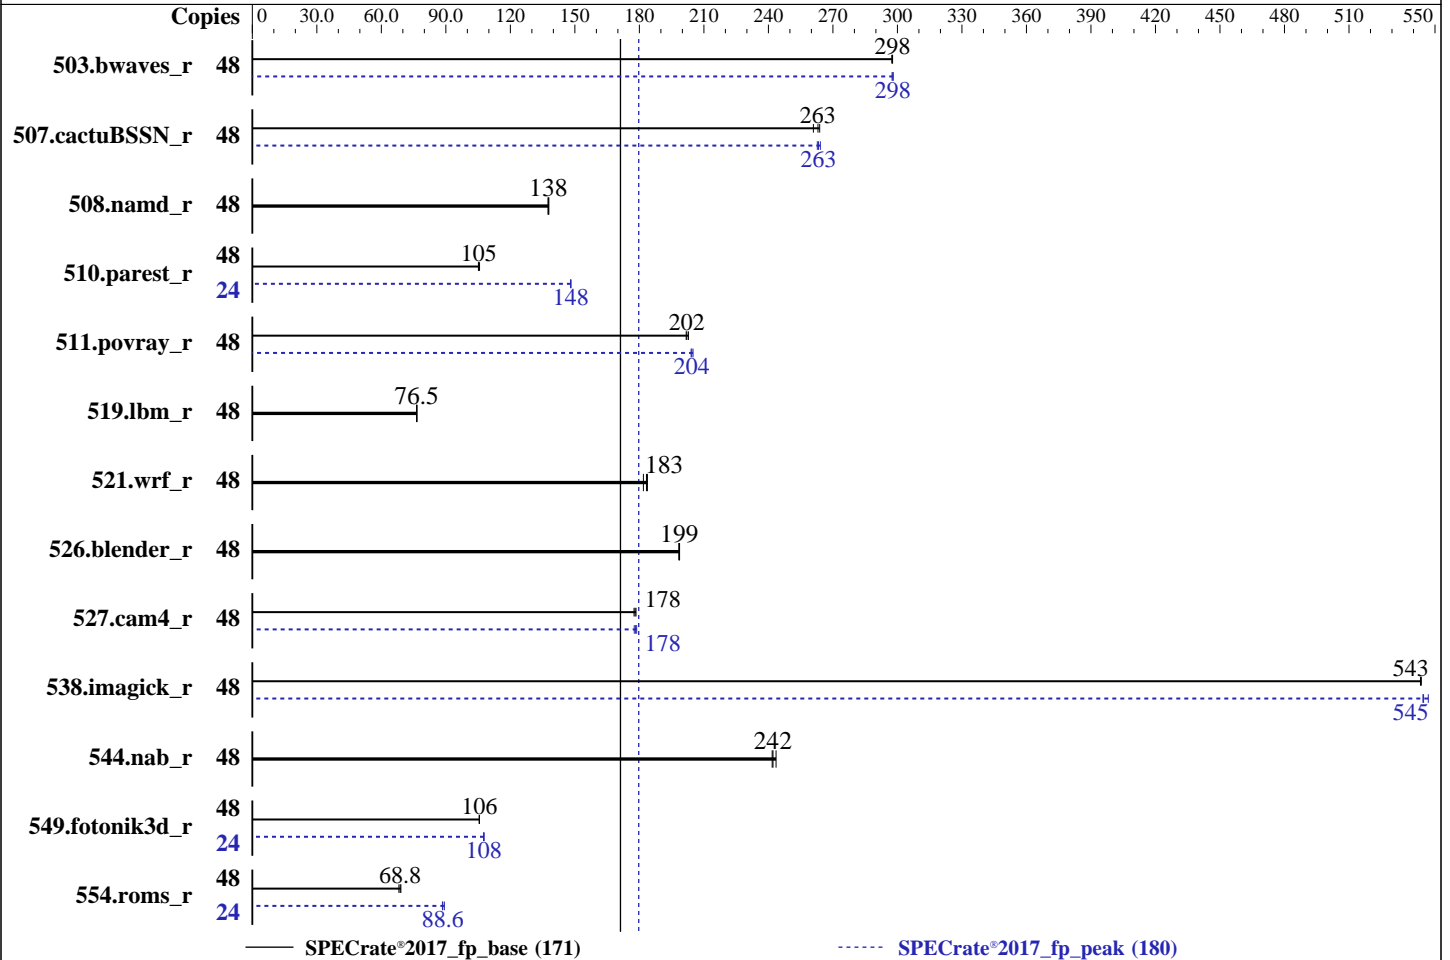 Copies 0 30.0 60.0 90.0 120 150 180 210 240 270 300 330 360 390 420 450 480 510 550
503.bwaves_r 48 298
298
507.cactuBSSN_r 48 263
263
508.namd_r 48 138
510.parest_r 48 105
24 148
511.povray_r 48 202
204
519.lbm_r 48 76.5
521.wrf_r 48 183
526.blender_r 48 199
527.cam4_r 48 178
178
538.imagick_r 48 543
545
544.nab_r 48 242
549.fotonik3d_r 48 106
24 108
554.roms_r 48 68.8
24 88.6
SPECrate®2017_fp_base (171) SPECrate®2017_fp_peak (180)